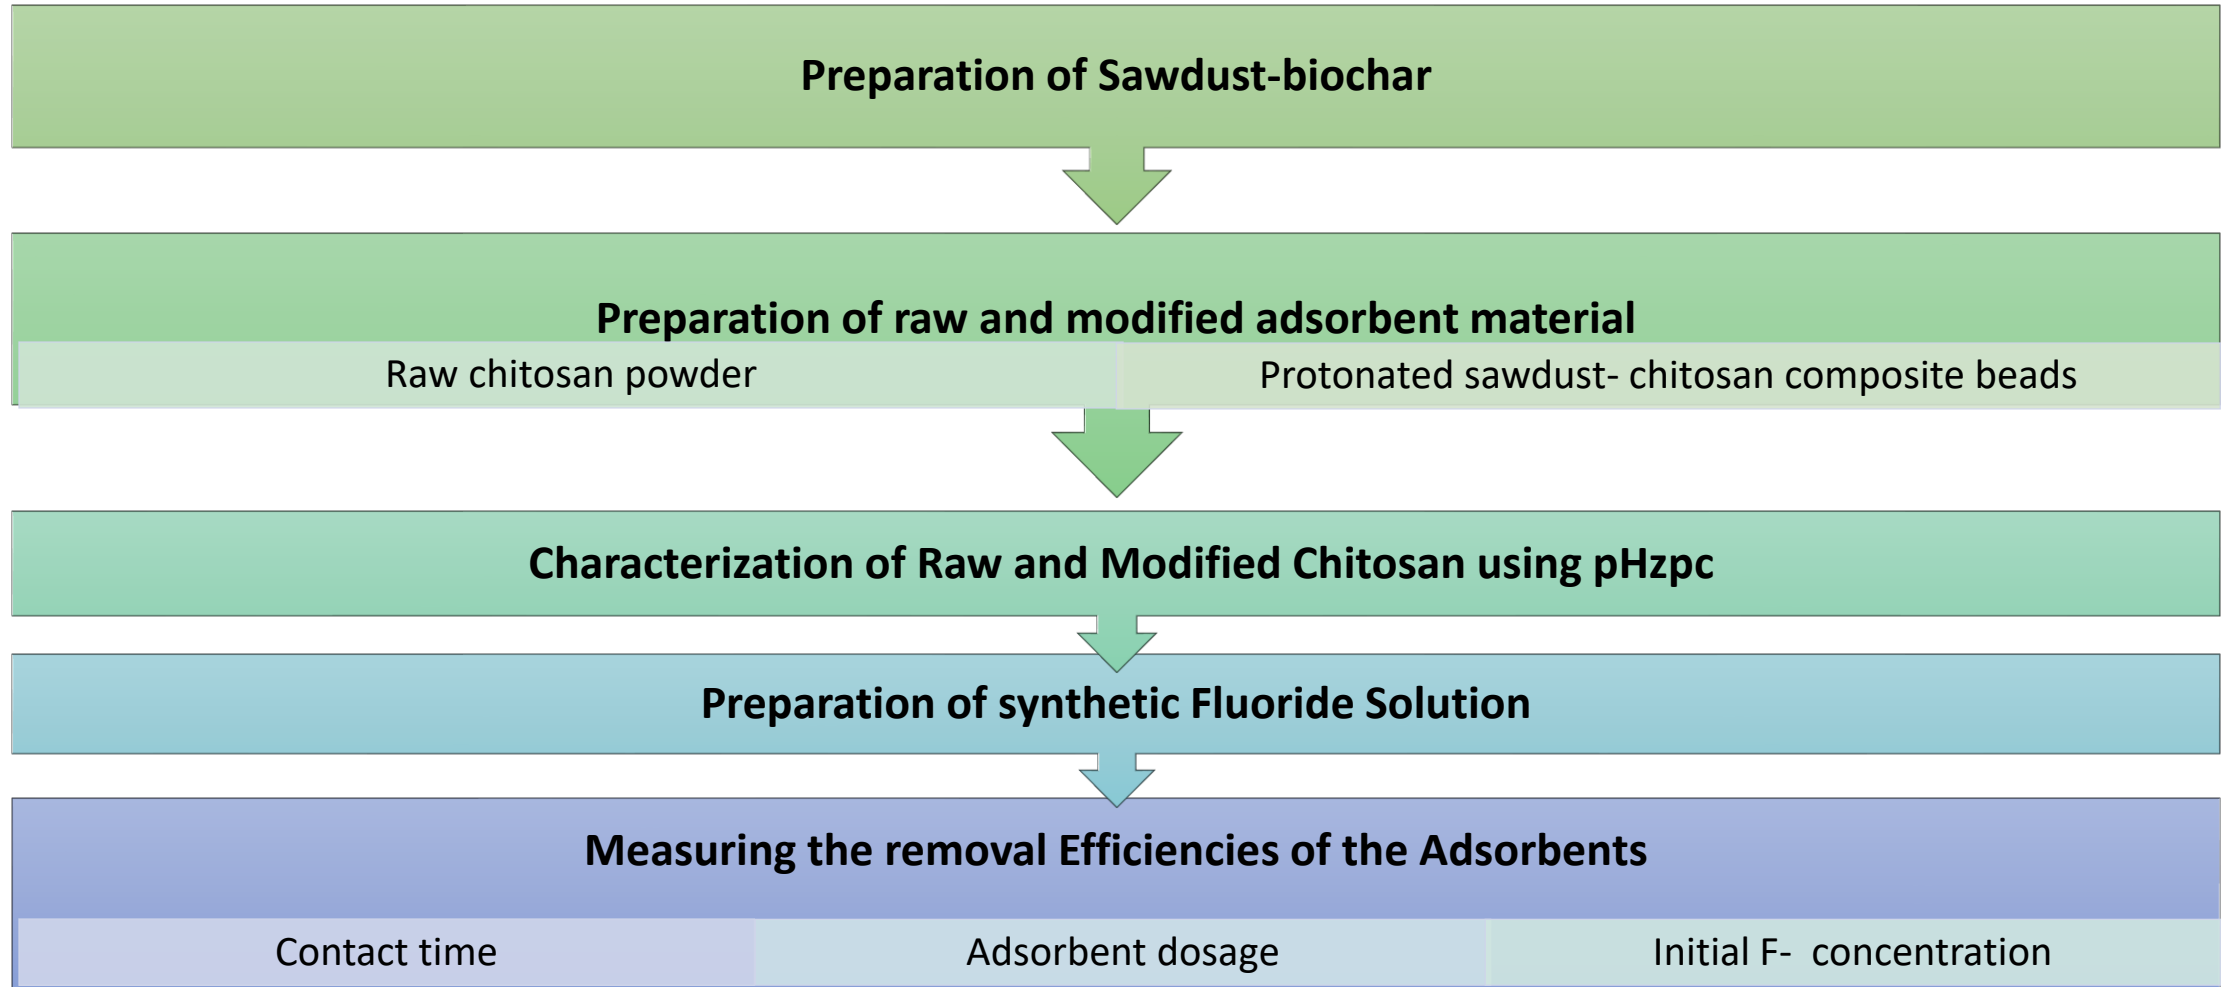 Preparation of Sawdust-biochar
Preparation of raw and modified adsorbent material
Raw chitosan powder
Protonated sawdust- chitosan composite beads
Characterization of Raw and Modified Chitosan using pHzpc
Preparation of synthetic Fluoride Solution
Measuring the removal Efficiencies of the Adsorbents
Contact time
Adsorbent dosage
Initial F-  concentration